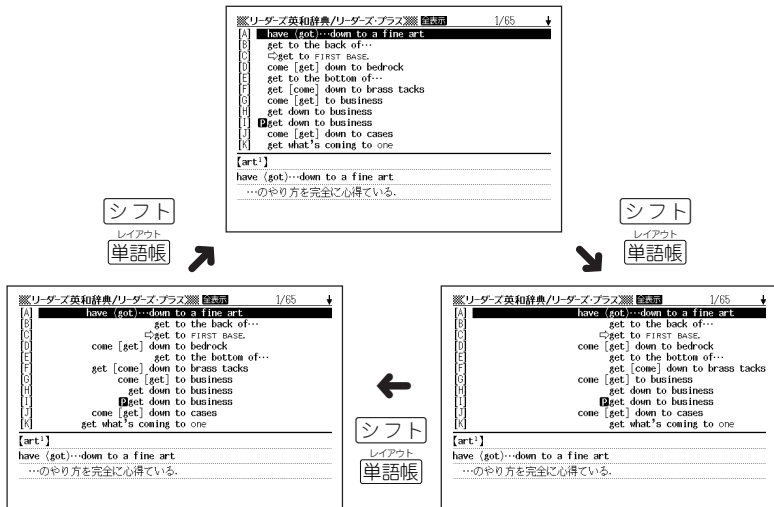 リーダーズ英和辞典/リーダーズ・プラス 全表示 1/65
[A] have 〈got〉…down to a fine art
[B] get to the back of…
[C] ⇨get to FIRST BASE.
[D] come [get] down to bedrock
[E] get to the bottom of…
[F] get [come] down to brass tacks
[G] come [get] to business
[H] get down to business
[I] Pget down to business
[J] come [get] down to cases
[K] get what's coming to one
【art¹】
have 〈got〉…down to a fine art
…のやり方を完全に心得ている.
シフト
レイアウト
単語帳
シフト
レイアウト
単語帳
リーダーズ英和辞典/リーダーズ・プラス 全表示 1/65
[A] have 〈got〉…down to a fine art
[B] get to the back of…
[C] ⇨get to FIRST BASE.
[D] come [get] down to bedrock
[E] get to the bottom of…
[F] get [come] down to brass tacks
[G] come [get] to business
[H] get down to business
[I] Pget down to business
[J] come [get] down to cases
[K] get what's coming to one
【art¹】
have 〈got〉…down to a fine art
…のやり方を完全に心得ている.
シフト
レイアウト
単語帳
リーダーズ英和辞典/リーダーズ・プラス 全表示 1/65
[A] have 〈got〉…down to a fine art
[B] get to the back of…
[C] ⇨get to FIRST BASE.
[D] come [get] down to bedrock
[E] get to the bottom of…
[F] get [come] down to brass tacks
[G] come [get] to business
[H] get down to business
[I] Pget down to business
[J] come [get] down to cases
[K] get what's coming to one
【art¹】
have 〈got〉…down to a fine art
…のやり方を完全に心得ている.